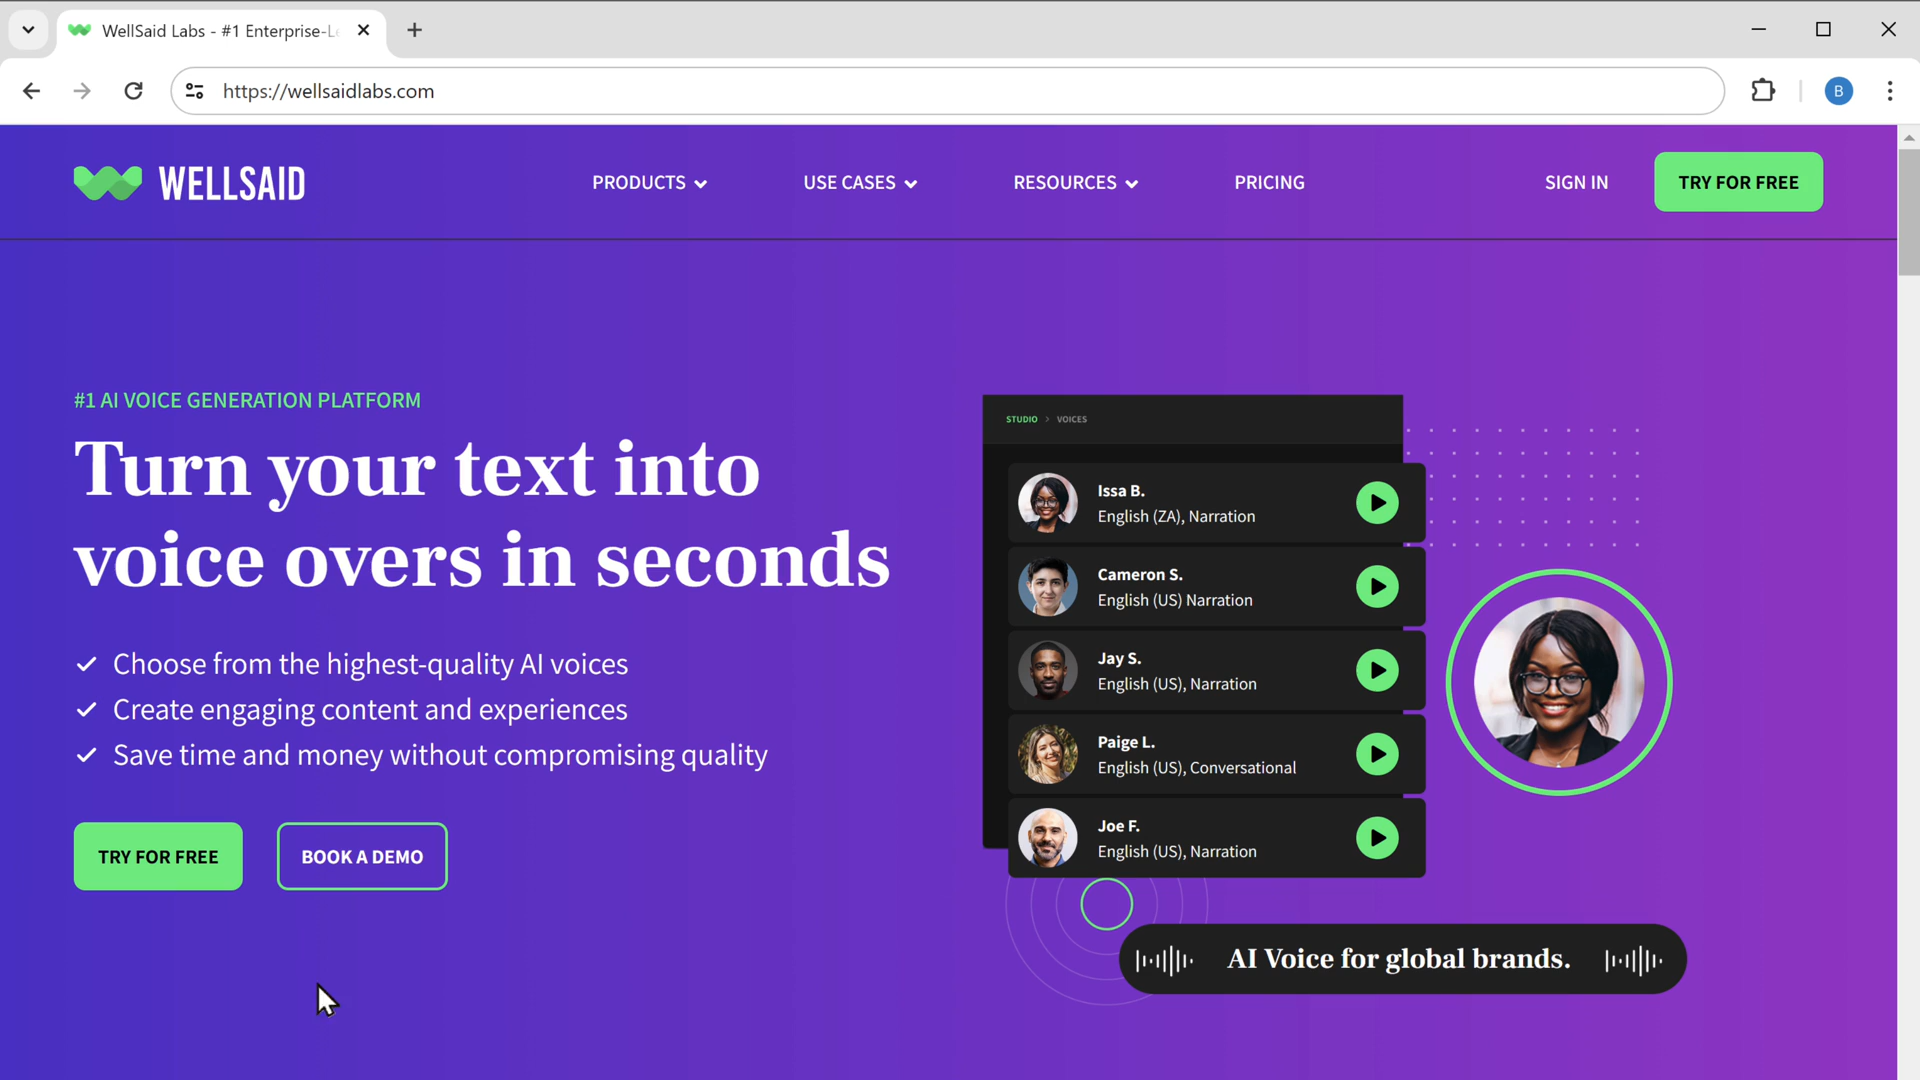 WellSaid Labs - #1 Enterprise-Le
https://wellsaidlabs.com
B
WELLSAID
PRODUCTS
USE CASES
RESOURCES
PRICING
SIGN IN
TRY FOR FREE
#1 AI VOICE GENERATION PLATFORM
Turn your text into
voice overs in seconds
Choose from the highest-quality AI voices
Create engaging content and experiences
Save time and money without compromising quality
TRY FOR FREE
BOOK A DEMO
STUDIO > VOICES
Issa B.
English (ZA), Narration
Cameron S.
English (US) Narration
Jay S.
English (US), Narration
Paige L.
English (US), Conversational
Joe F.
English (US), Narration
AI Voice for global brands.